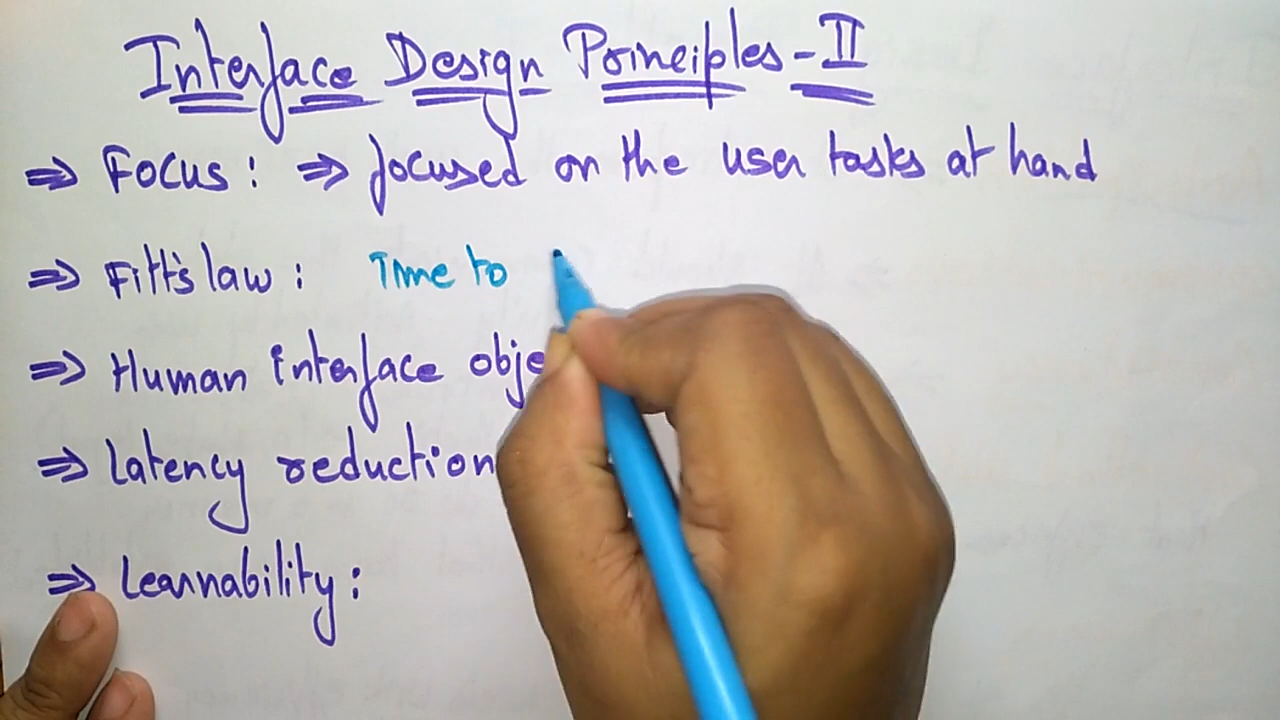 Interface Design Principles - II
⇒ Focus : ⇒ focused on the user tasks at hand
⇒ Fitt's law : Time to
⇒ Human interface obje
⇒ Latency reduction
⇒ Learnability :